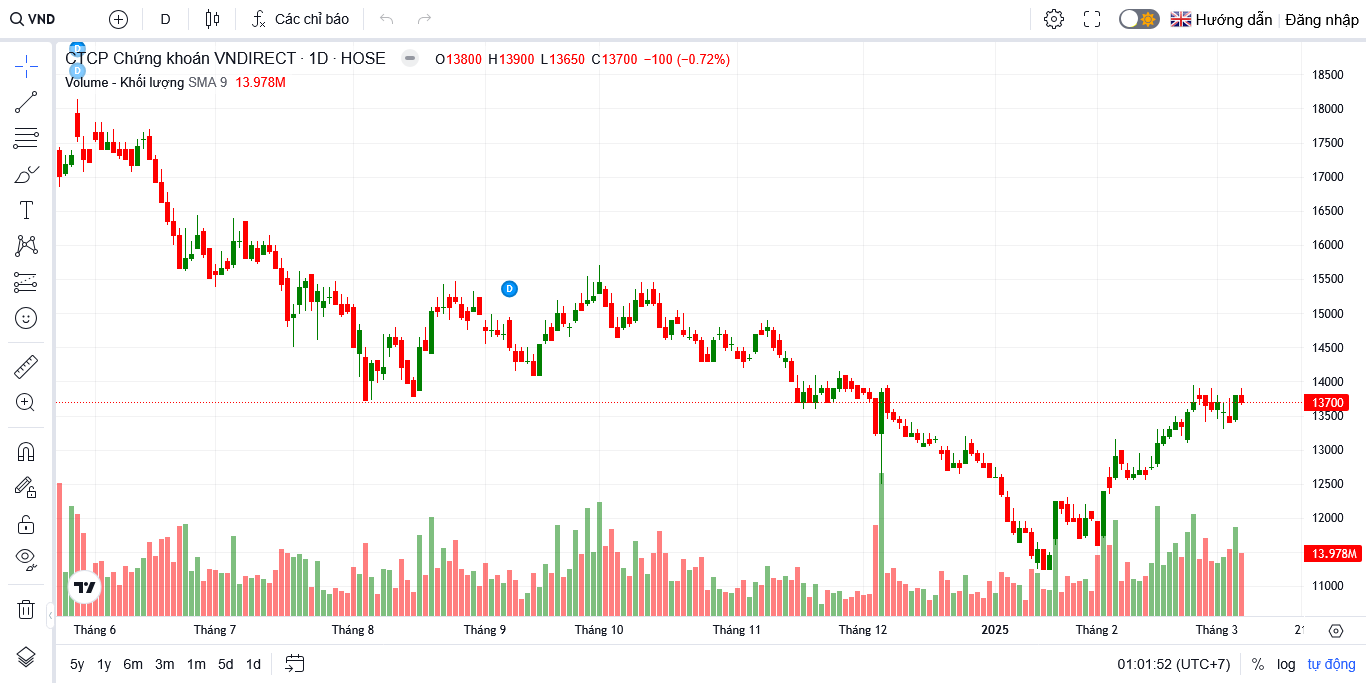 VND D Các chỉ báo Hướng dẫn Đăng nhập
CTCP Chứng khoán VNDIRECT · 1D · HOSE O13800 H13900 L13650 C13700 −100 (−0.72%)
Volume - Khối lượng SMA 9 13.978M
D
D
D
18500
18000
17500
17000
16500
16000
15500
15000
14500
14000
13700
13500
13000
12500
12000
13.978M
11000
Tháng 6 Tháng 7 Tháng 8 Tháng 9 Tháng 10 Tháng 11 Tháng 12 2025 Tháng 2 Tháng 3
5y 1y 6m 3m 1m 5d 1d 01:01:52 (UTC+7) % log tự động